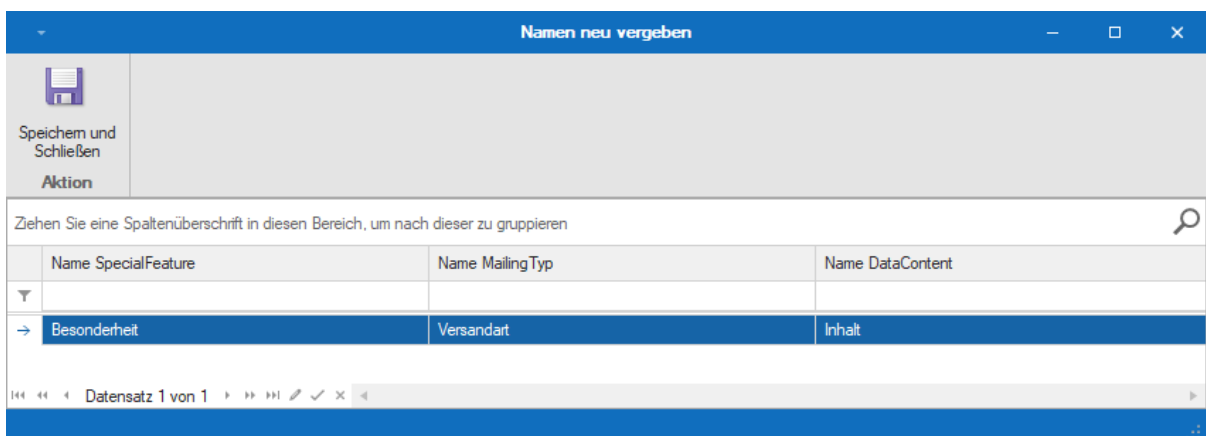 Namen neu vergeben
Speichern und
Schließen
Aktion
Ziehen Sie eine Spaltenüberschrift in diesen Bereich, um nach dieser zu gruppieren
Name SpecialFeature Name MailingTyp Name DataContent
Besonderheit Versandart Inhalt
Datensatz 1 von 1